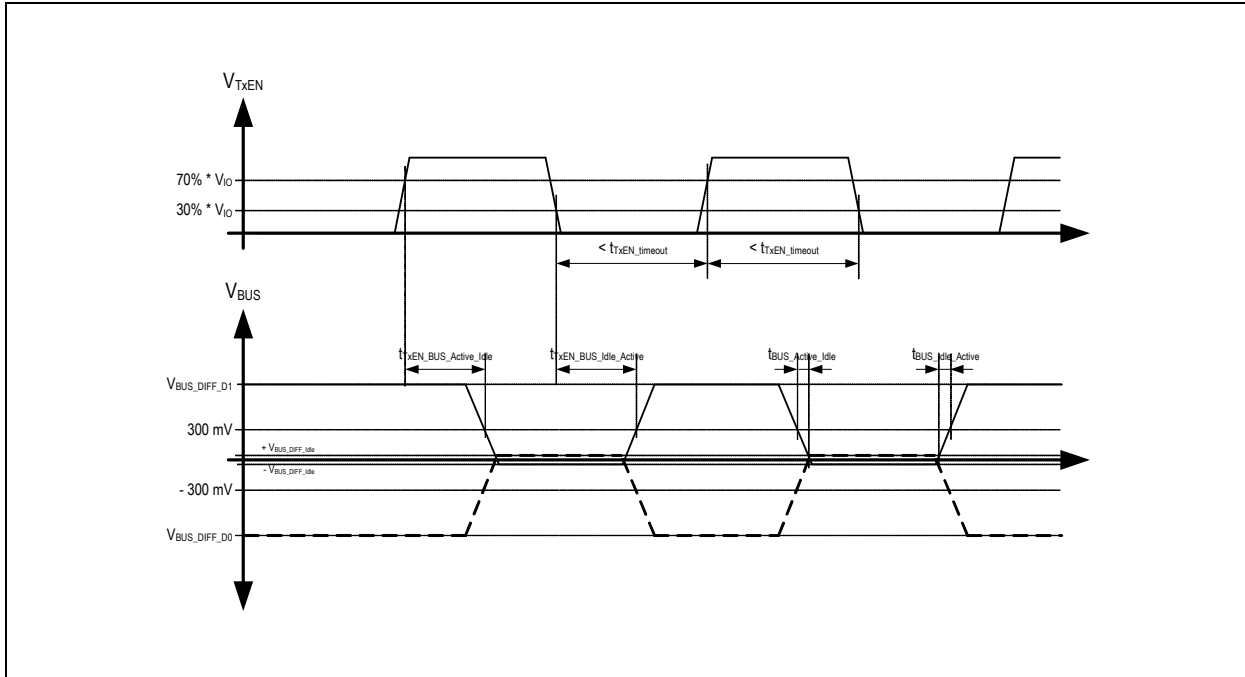 VTxEN
70% * VIO
30% * VIO
< tTxEN_timeout
< tTxEN_timeout
VBUS
tTxEN_BUS_Active_Idle
tTxEN_BUS_Idle_Active
tBUS_Active_Idle
tBUS_Idle_Active
VBUS_DIFF_D1
300 mV
+ VBUS_DIFF_Idle
- VBUS_DIFF_Idle
- 300 mV
VBUS_DIFF_D0